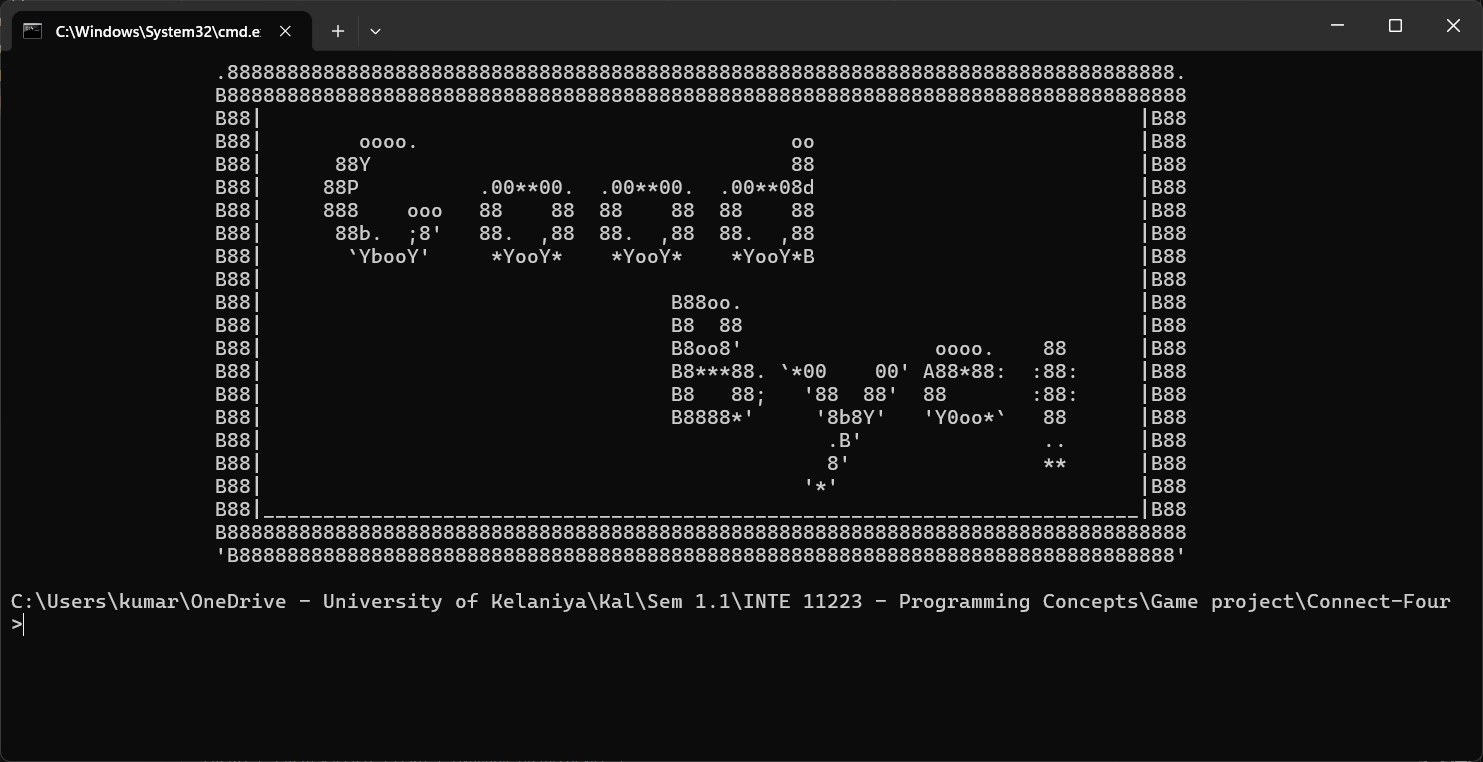 C:\Windows\System32\cmd.e:
.8888888888888888888888888888888888888888888888888888888888888888888888888888888.
B88888888888888888888888888888888888888888888888888888888888888888888888888888888
B88|                                                                         |B88
B88|        oooo.                               oo                           |B88
B88|      88Y                                   88                           |B88
B88|     88P          .00**00.  .00**00.  .00**08d                           |B88
B88|     888    ooo   88    88  88    88  88    88                           |B88
B88|      88b.  ;8'   88.  ,88  88.  ,88  88.  ,88                           |B88
B88|       `YbooY'     *YooY*    *YooY*    *YooY*B                           |B88
B88|                                                                         |B88
B88|                                  B88oo.                                 |B88
B88|                                  B8  88                                 |B88
B88|                                  B8oo8'                oooo.    88      |B88
B88|                                  B8***88. `*00    00' A88*88:  :88:     |B88
B88|                                  B8   88;   '88  88'  88       :88:     |B88
B88|                                  B8888*'     '8b8Y'   'Y0oo*`   88      |B88
B88|                                               .B'               ..      |B88
B88|                                               8'                **      |B88
B88|                                             '*'                         |B88
B88|_________________________________________________________________________|B88
B88888888888888888888888888888888888888888888888888888888888888888888888888888888
'B888888888888888888888888888888888888888888888888888888888888888888888888888888'
C:\Users\kumar\OneDrive - University of Kelaniya\Kal\Sem 1.1\INTE 11223 - Programming Concepts\Game project\Connect-Four
>